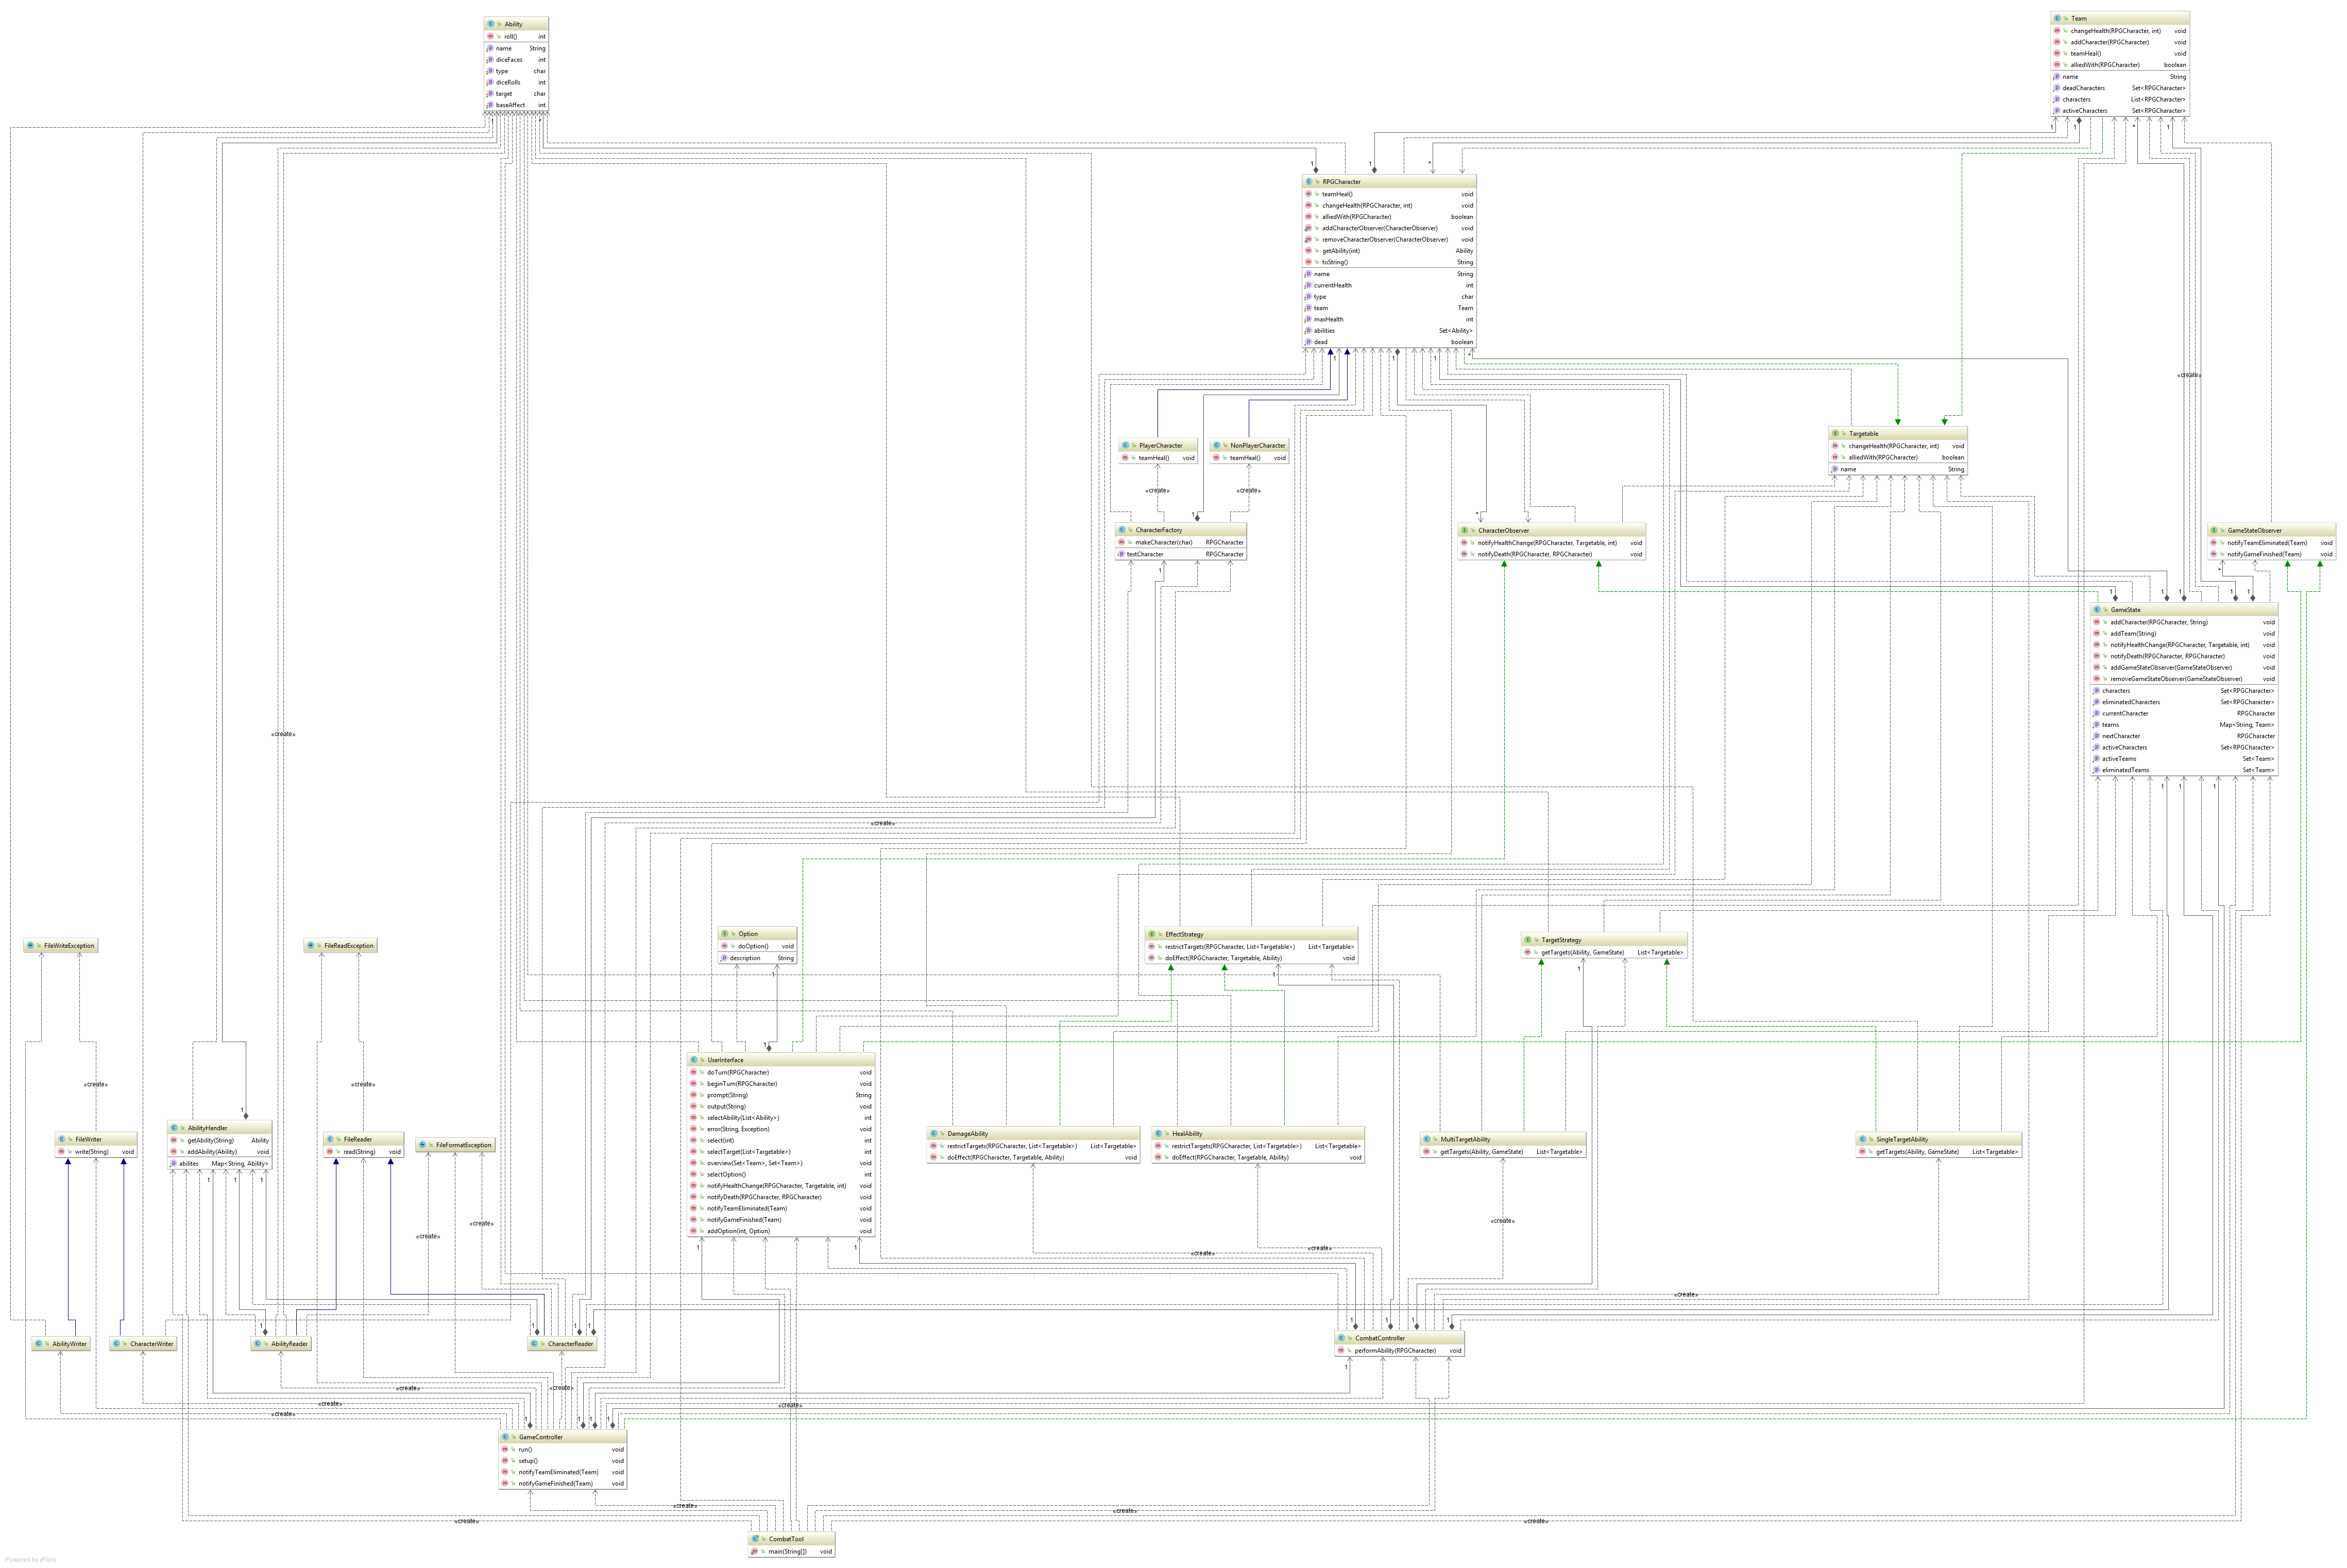 Ability
roll() int
name String
diceFaces int
type char
diceRolls int
target char
baseAffect int
Team
changeHealth(RPGCharacter, int) void
addCharacter(RPGCharacter) void
teamHeal() void
alliedWith(RPGCharacter) boolean
name String
deadCharacters Set<RPGCharacter>
characters List<RPGCharacter>
activeCharacters Set<RPGCharacter>
RPGCharacter
teamHeal() void
changeHealth(RPGCharacter, int) void
alliedWith(RPGCharacter) boolean
addCharacterObserver(CharacterObserver) void
removeCharacterObserver(CharacterObserver) void
getAbility(int) Ability
toString() String
name String
currentHealth int
type char
team Team
maxHealth int
abilities Set<Ability>
dead boolean
«create»
PlayerCharacter
teamHeal() void
NonPlayerCharacter
teamHeal() void
Targetable
changeHealth(RPGCharacter, int) void
alliedWith(RPGCharacter) boolean
name String
«create»
«create»
CharacterFactory
makeCharacter(char) RPGCharacter
testCharacter RPGCharacter
CharacterObserver
notifyHealthChange(RPGCharacter, Targetable, int) void
notifyDeath(RPGCharacter, RPGCharacter) void
GameStateObserver
notifyTeamEliminated(Team) void
notifyGameFinished(Team) void
GameState
addCharacter(RPGCharacter, String) void
addTeam(String) void
notifyHealthChange(RPGCharacter, Targetable, int) void
notifyDeath(RPGCharacter, RPGCharacter) void
addGameStateObserver(GameStateObserver) void
removeGameStateObserver(GameStateObserver) void
characters Set<RPGCharacter>
eliminatedCharacters Set<RPGCharacter>
currentCharacter RPGCharacter
teams Map<String, Team>
nextCharacter RPGCharacter
activeCharacters Set<RPGCharacter>
activeTeams Set<Team>
eliminatedTeams Set<Team>
«create»
«create»
FileWriteException
FileReadException
Option
doOption() void
description String
EffectStrategy
restrictTargets(RPGCharacter, List<Targetable>) List<Targetable>
doEffect(RPGCharacter, Targetable, Ability) void
TargetStrategy
getTargets(Ability, GameState) List<Targetable>
«create»
«create»
UserInterface
doTurn(RPGCharacter) void
beginTurn(RPGCharacter) void
prompt(String) String
output(String) void
selectAbility(List<Ability>) int
error(String, Exception) void
select(int) int
selectTarget(List<Targetable>) int
overview(Set<Team>, Set<Team>) void
selectOption() int
notifyHealthChange(RPGCharacter, Targetable, int) void
notifyDeath(RPGCharacter, RPGCharacter) void
notifyTeamEliminated(Team) void
notifyGameFinished(Team) void
addOption(int, Option) void
FileWriter
write(String) void
AbilityHandler
getAbility(String) Ability
addAbility(Ability) void
abilites Map<String, Ability>
FileReader
read(String) void
FileFormatException
DamageAbility
restrictTargets(RPGCharacter, List<Targetable>) List<Targetable>
doEffect(RPGCharacter, Targetable, Ability) void
HealAbility
restrictTargets(RPGCharacter, List<Targetable>) List<Targetable>
doEffect(RPGCharacter, Targetable, Ability) void
MultiTargetAbility
getTargets(Ability, GameState) List<Targetable>
SingleTargetAbility
getTargets(Ability, GameState) List<Targetable>
«create»
«create»
«create»
«create»
«create»
«create»
AbilityWriter
CharacterWriter
AbilityReader
CharacterReader
CombatController
performAbility(RPGCharacter) void
«create»
«create»
«create»
«create»
«create»
GameController
run() void
setup() void
notifyTeamEliminated(Team) void
notifyGameFinished(Team) void
«create»
«create»
«create»
«create»
CombatTool
main(String[]) void
Powered by yFiles